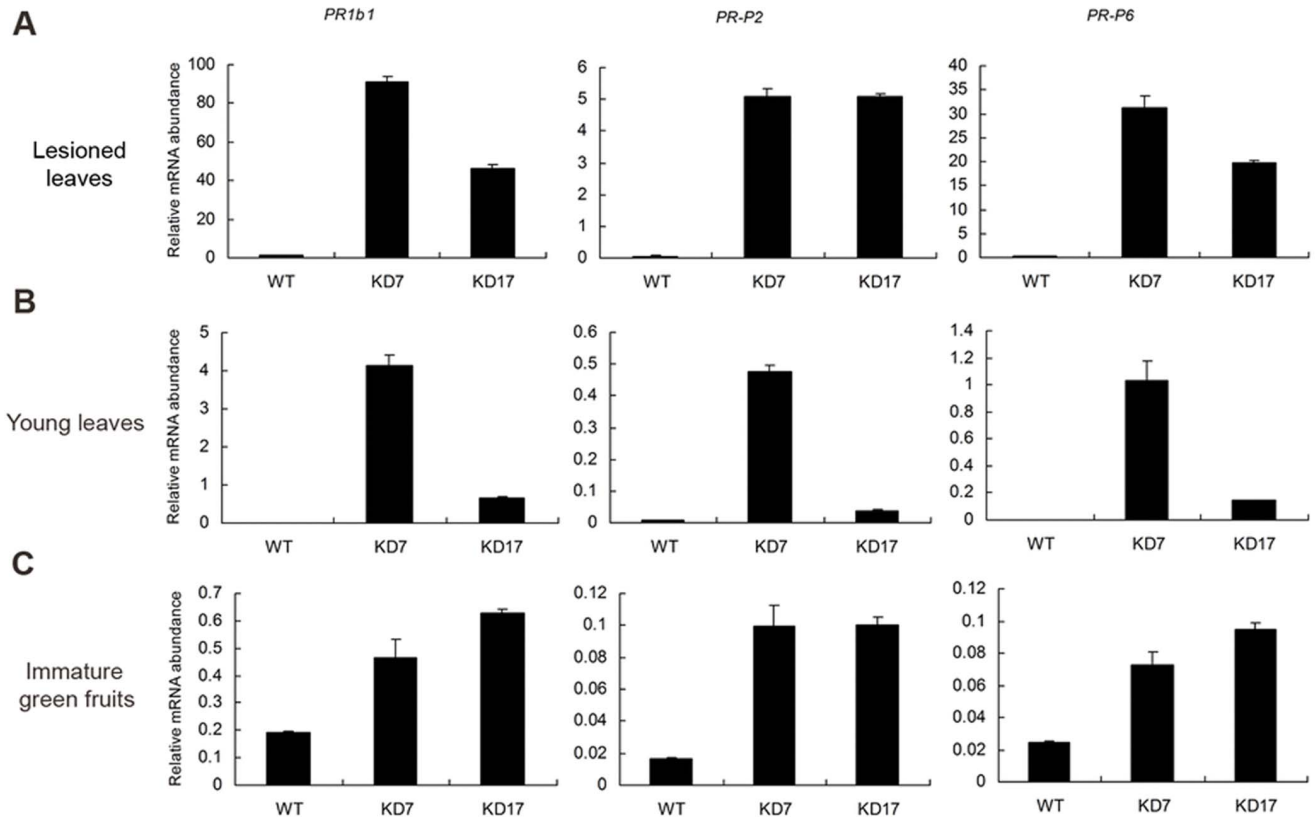 A
PR1b1
PR-P2
PR-P6
Lesioned
leaves
Relative mRNA abundance
100
80
60
40
20
0
WT KD7 KD17
6
5
4
3
2
1
0
WT KD7 KD17
40
35
30
25
20
15
10
5
0
WT KD7 KD17
B
Young leaves
Relative mRNA abundance
5
4
3
2
1
0
WT KD7 KD17
0.6
0.5
0.4
0.3
0.2
0.1
0
WT KD7 KD17
1.4
1.2
1
0.8
0.6
0.4
0.2
0
WT KD7 KD17
C
Immature
green fruits
Relative mRNA abundance
0.7
0.6
0.5
0.4
0.3
0.2
0.1
0
WT KD7 KD17
0.12
0.1
0.08
0.06
0.04
0.02
0
WT KD7 KD17
0.12
0.1
0.08
0.06
0.04
0.02
0
WT KD7 KD17